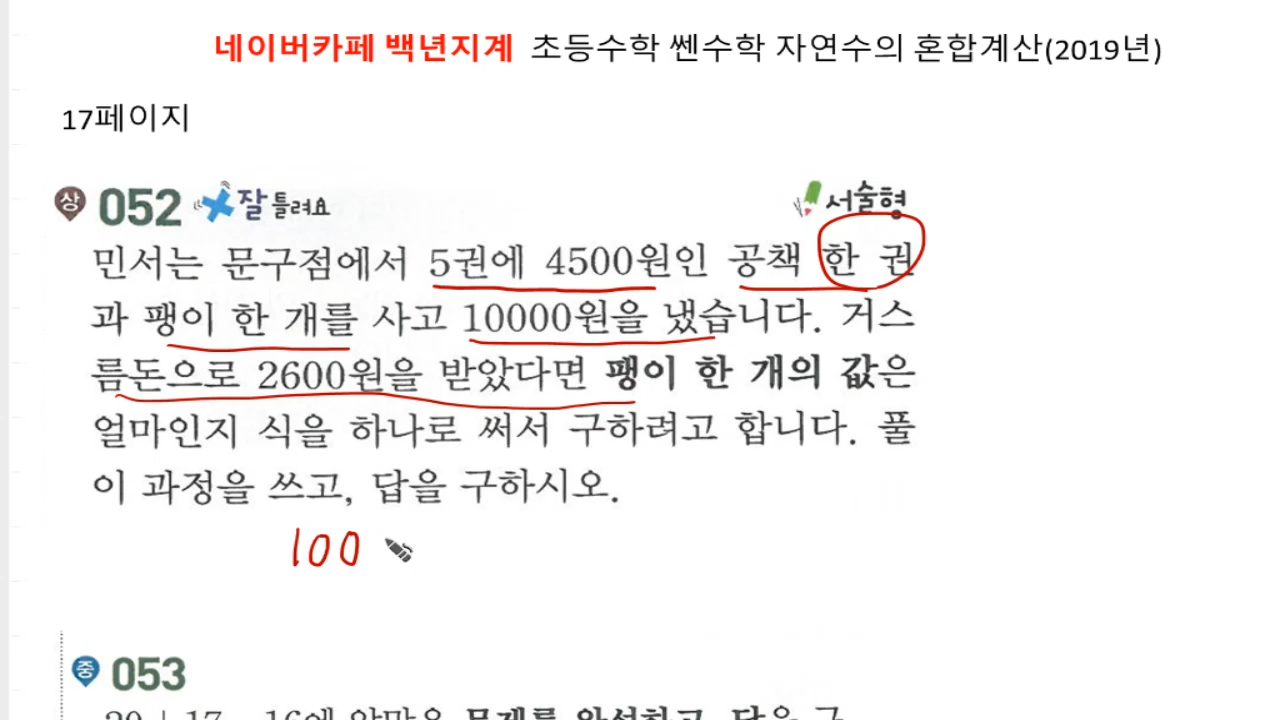 네이버카페 백년지계 초등수학 쎈수학 자연수의 혼합계산(2019년)
17페이지
상 052 잘 틀려요 서술형
민서는 문구점에서 5권에 4500원인 공책 한 권
과 팽이 한 개를 사고 10000원을 냈습니다. 거스
름돈으로 2600원을 받았다면 팽이 한 개의 값은
얼마인지 식을 하나로 써서 구하려고 합니다. 풀
이 과정을 쓰고, 답을 구하시오.
100
중 053